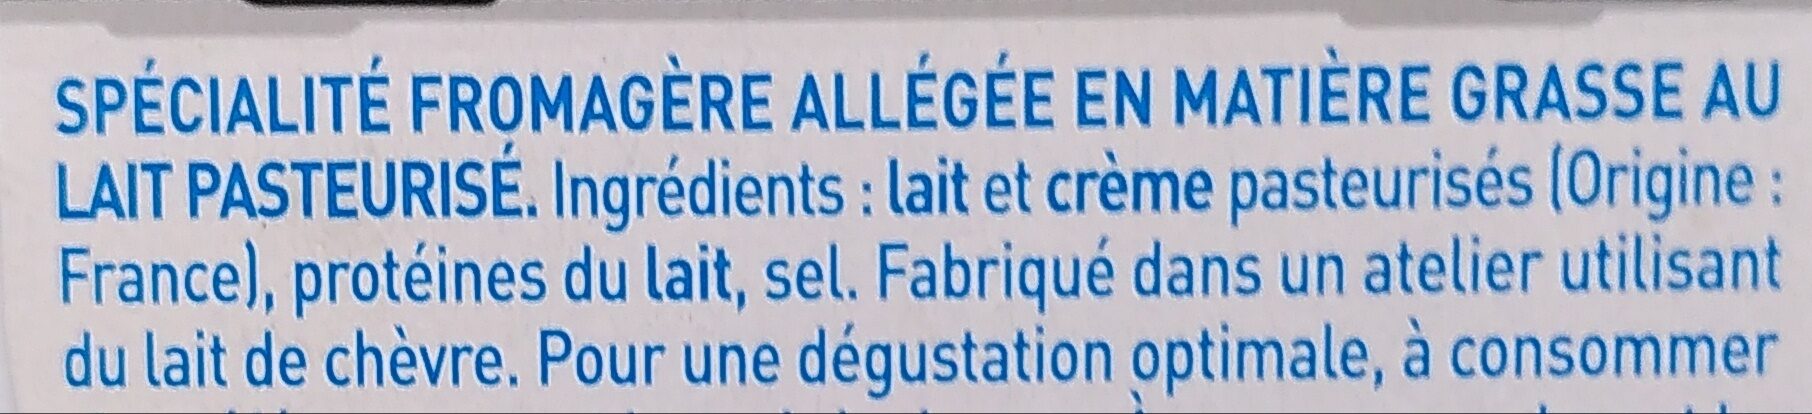 SPÉCIALITÉ FROMAGÈRE ALLÉGÉE EN MATIÈRE GRASSE AU
LAIT PASTEURISÉ. Ingrédients : lait et crème pasteurisés (Origine :
France), protéines du lait, sel. Fabriqué dans un atelier utilisant
du lait de chèvre. Pour une dégustation optimale, à consommer